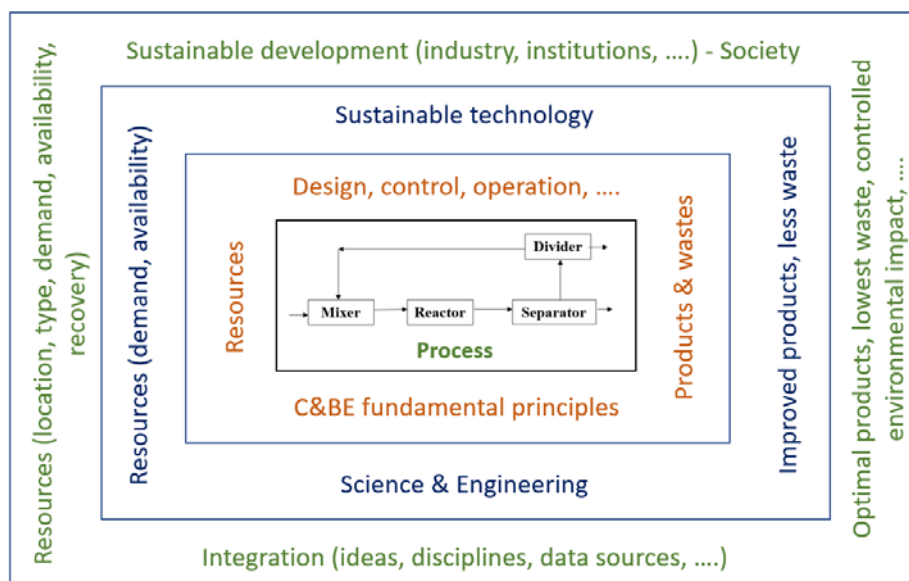 Sustainable development (industry, institutions, ....) - Society
Resources (location, type, demand, availability,
recovery)
Sustainable technology
Resources (demand, availability)
Design, control, operation, ....
Resources
Divider
Mixer
Reactor
Separator
Process
Products & wastes
C&BE fundamental principles
Improved products, less waste
Science & Engineering
Optimal products, lowest waste, controlled
environmental impact, ....
Integration (ideas, disciplines, data sources, ....)